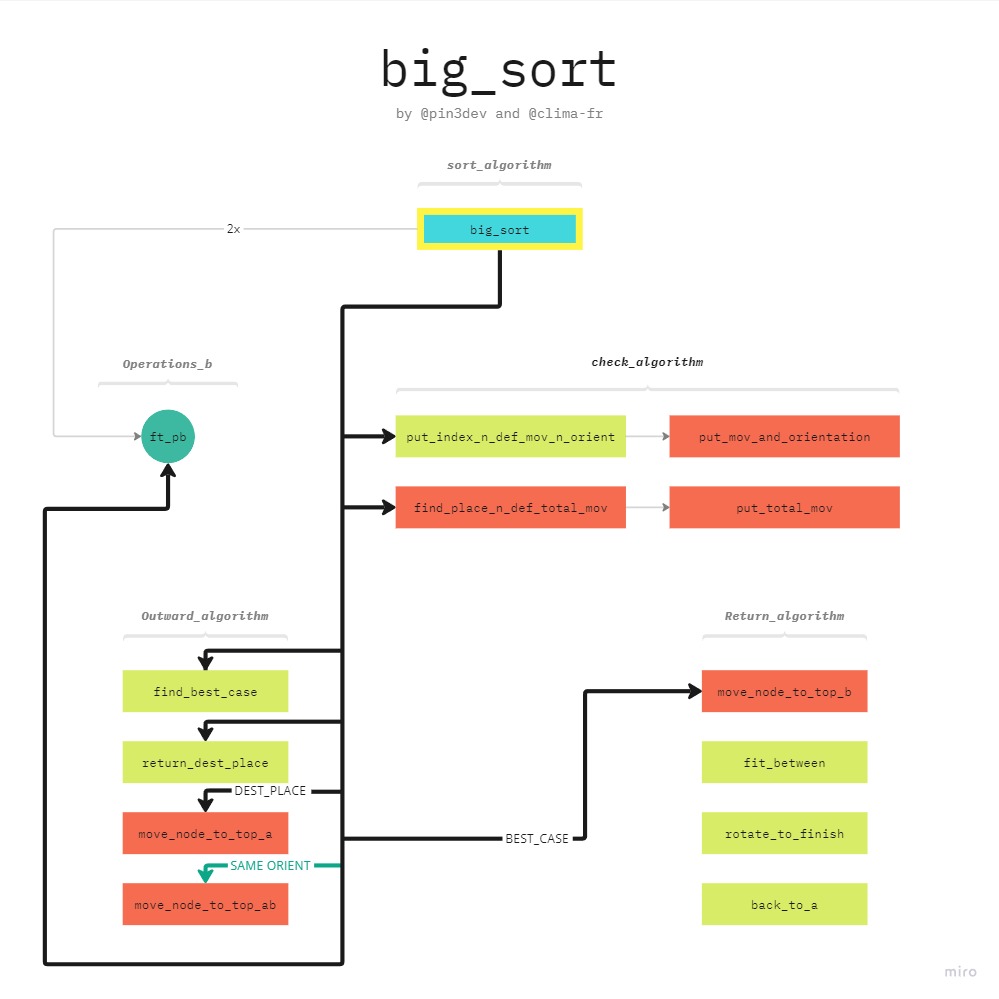 big_sort
by @pin3dev and @clima-fr
sort_algorithm
2x
big_sort
Operations_b
check_algorithm
ft_pb
put_index_n_def_mov_n_orient
put_mov_and_orientation
find_place_n_def_total_mov
put_total_mov
Outward_algorithm
Return_algorithm
find_best_case
move_node_to_top_b
return_dest_place
fit_between
DEST_PLACE
move_node_to_top_a
rotate_to_finish
BEST_CASE
SAME ORIENT
move_node_to_top_ab
back_to_a
miro